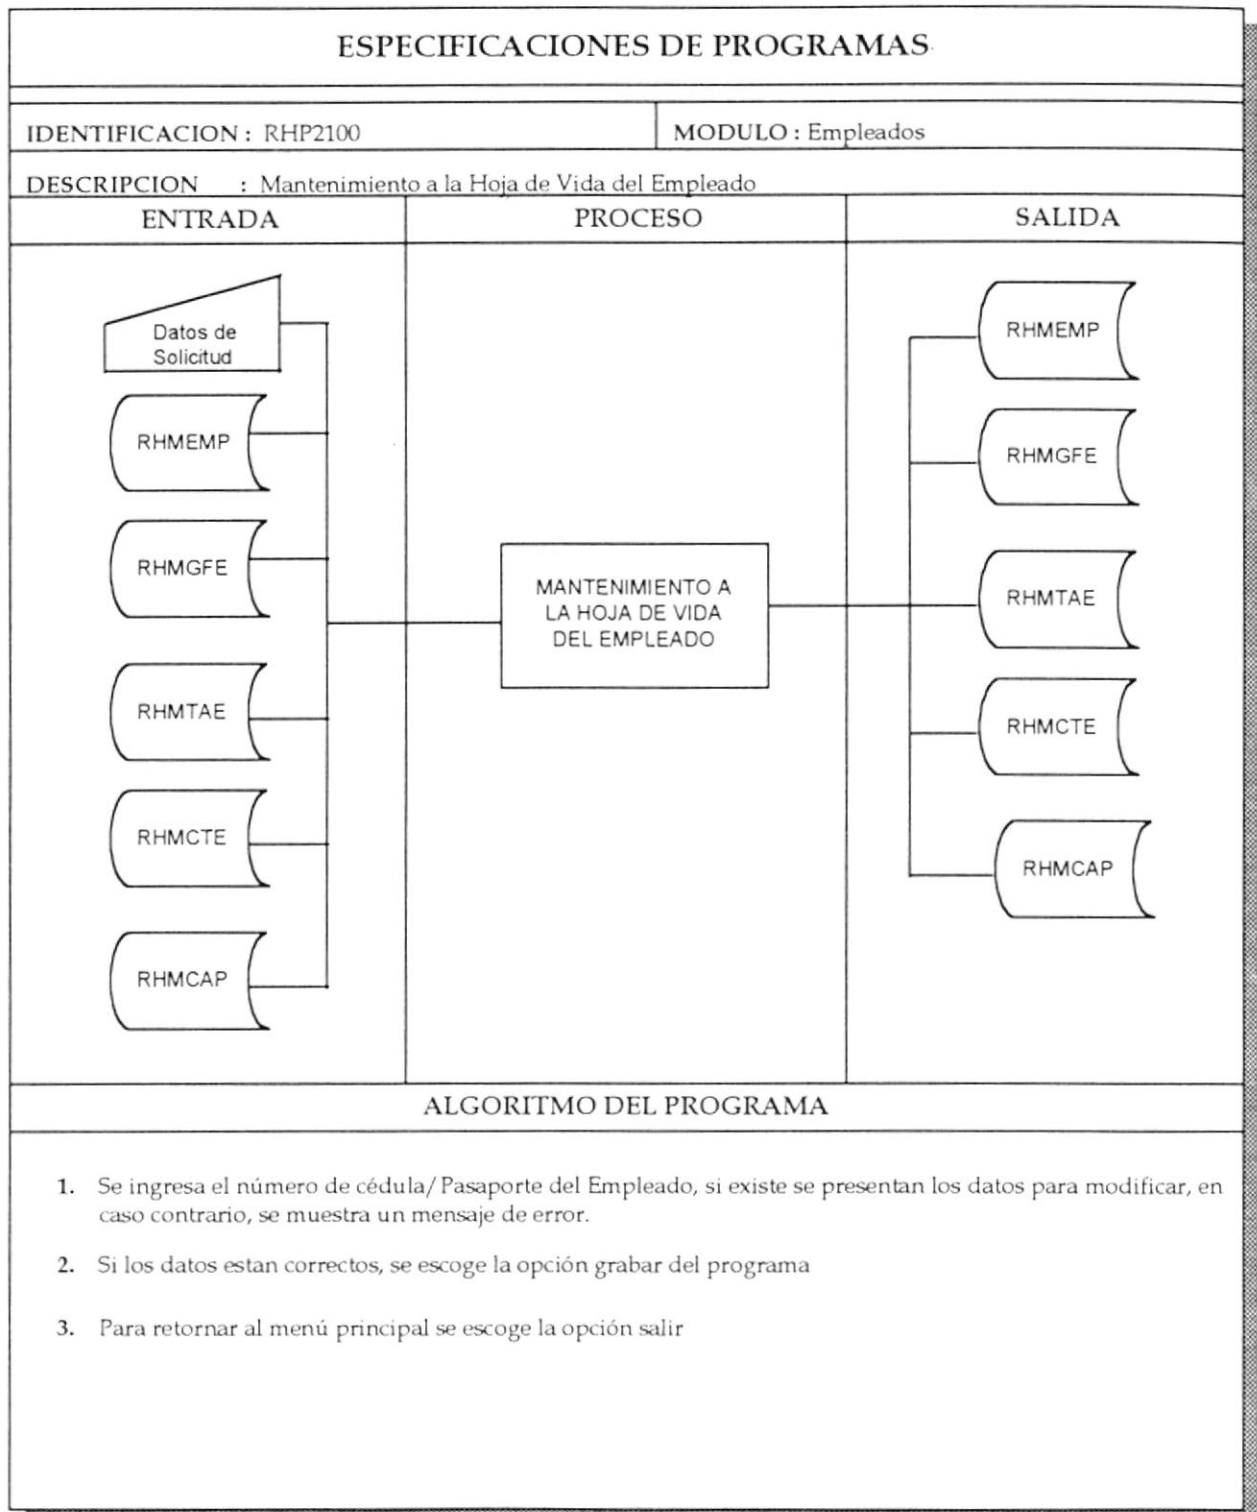 ESPECIFICACIONES DE PROGRAMAS
IDENTIFICACION : RHP2100
MODULO : Empleados
DESCRIPCION : Mantenimiento a la Hoja de Vida del Empleado
ENTRADA
PROCESO
SALIDA
Datos de
Solicitud
RHMEMP
RHMGFE
RHMTAE
RHMCTE
RHMCAP
MANTENIMIENTO A
LA HOJA DE VIDA
DEL EMPLEADO
RHMEMP
RHMGFE
RHMTAE
RHMCTE
RHMCAP
ALGORITMO DEL PROGRAMA
1. Se ingresa el número de cédula/Pasaporte del Empleado, si existe se presentan los datos para modificar, en
caso contrario, se muestra un mensaje de error.
2. Si los datos estan correctos, se escoge la opción grabar del programa
3. Para retornar al menú principal se escoge la opción salir